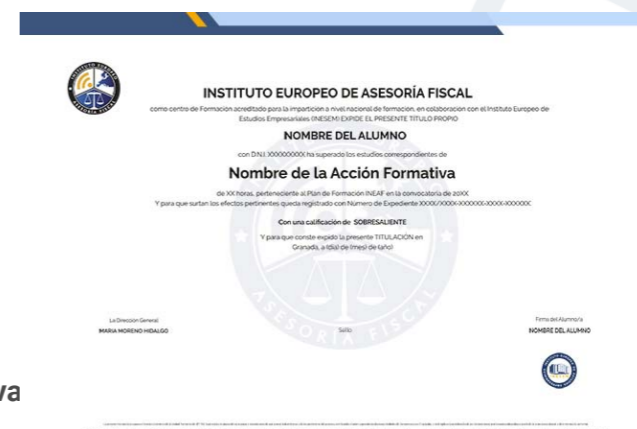 INSTITUTO EUROPEO DE ASESORÍA FISCAL
como centro de Formación acreditado para la impartición a nivel nacional de formación, en colaboración con el Instituto Europeo de
Estudios Empresariales (INESEM) EXPIDE EL PRESENTE TÍTULO PROPIO
NOMBRE DEL ALUMNO
con D.N.I. XXXXXXXXX ha superado los estudios correspondientes de
Nombre de la Acción Formativa
de XX horas, perteneciente al Plan de Formación INEAF en la convocatoria de 20XX
Y para que surtan los efectos pertinentes queda registrado con Número de Expediente XXXX/XXXX-XXXXXX-XXXX-XXXXXX
Con una calificación de SOBRESALIENTE
Y para que conste expido la presente TITULACIÓN en
Granada, a (día) de (mes) de (año)
ASESORÍA FISCAL
La Dirección General
MARIA MORENO HIDALGO
Sello
Firma del Alumno/a
NOMBRE DEL ALUMNO
va